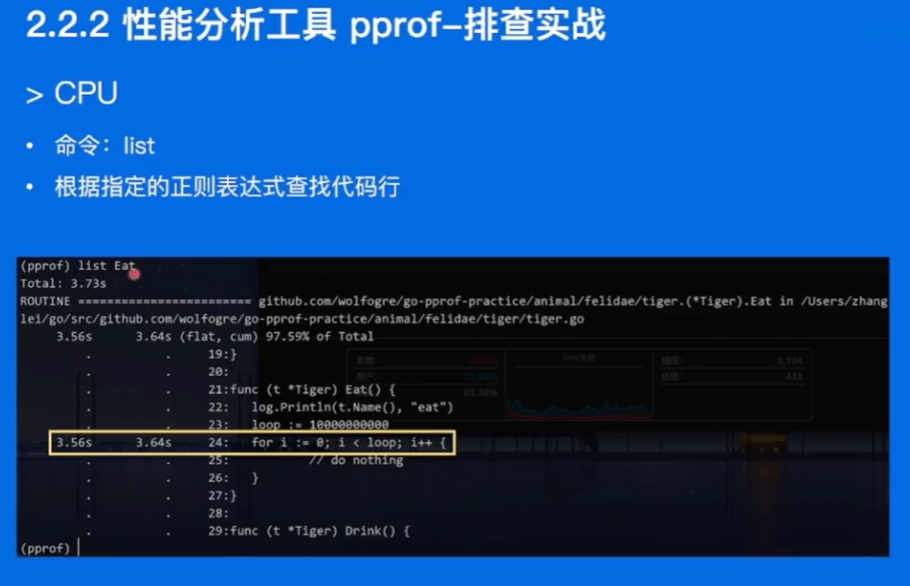 2.2.2 性能分析工具 pprof-排查实战
> CPU
• 命令：list
• 根据指定的正则表达式查找代码行
(pprof) list Eat
Total: 3.73s
ROUTINE ======================== github.com/wolfogre/go-pprof-practice/animal/felidae/tiger.(*Tiger).Eat in /Users/zhang
lei/go/src/github.com/wolfogre/go-pprof-practice/animal/felidae/tiger/tiger.go
3.56s 3.64s (flat, cum) 97.59% of Total
. . 19:}
. . 20:
. . 21:func (t *Tiger) Eat() {
. . 22: log.Println(t.Name(), "eat")
. . 23: loop := 10000000000
3.56s 3.64s 24: for i := 0; i < loop; i++ {
. . 25: // do nothing
. . 26: }
. . 27:}
. . 28:
. . 29:func (t *Tiger) Drink() {
(pprof)